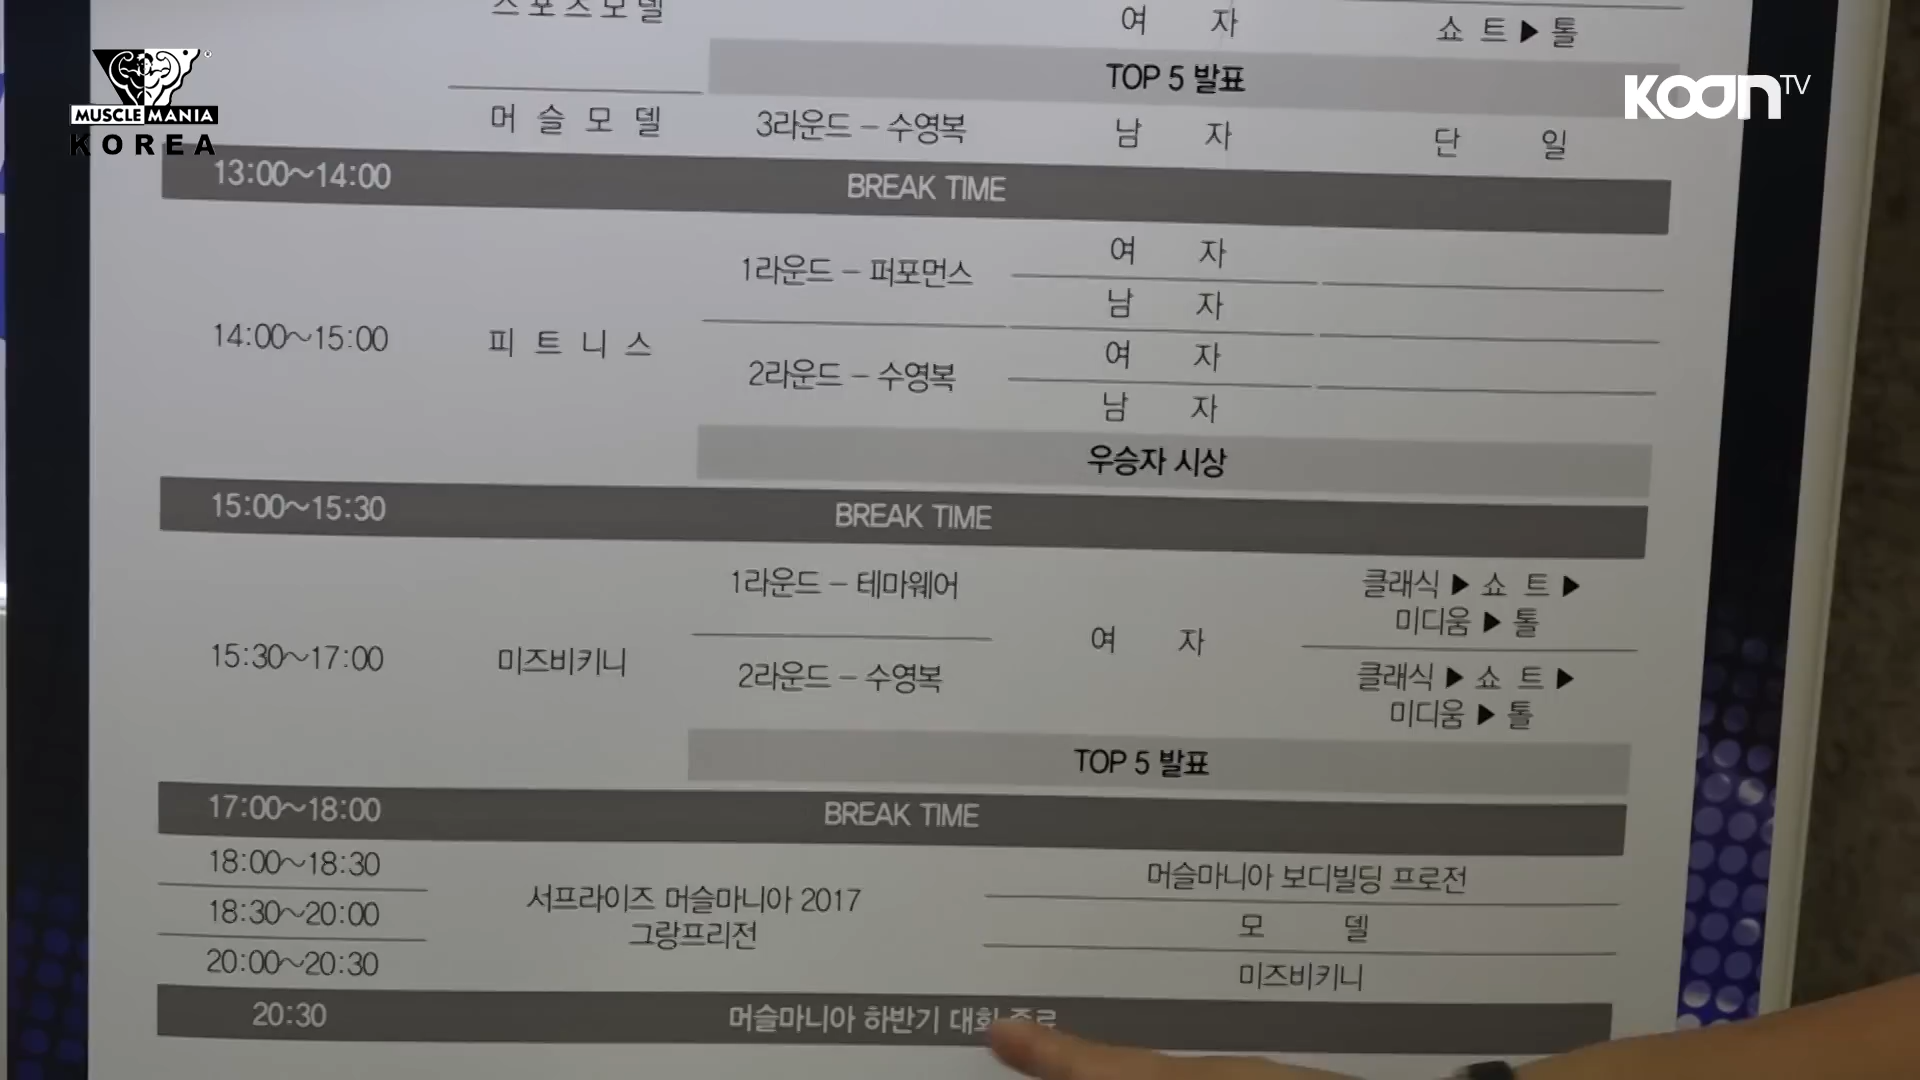 MUSCLE MANIA
KOREA
KOON TV
스포츠모델
여 자
쇼 트 ▶ 톨
TOP 5 발표
머 슬 모 델
3라운드 – 수영복
남 자
단 일
13:00~14:00
BREAK TIME
14:00~15:00
피 트 니 스
1라운드 – 퍼포먼스
여 자
남 자
2라운드 – 수영복
여 자
남 자
우승자 시상
15:00~15:30
BREAK TIME
15:30~17:00
미즈비키니
1라운드 – 테마웨어
여 자
클래식 ▶ 쇼 트 ▶
미디움 ▶ 톨
2라운드 – 수영복
클래식 ▶ 쇼 트 ▶
미디움 ▶ 톨
TOP 5 발표
17:00~18:00
BREAK TIME
18:00~18:30
서프라이즈 머슬마니아 2017
그랑프리전
머슬마니아 보디빌딩 프로전
18:30~20:00
모 델
20:00~20:30
미즈비키니
20:30
머슬마니아 하반기 대회